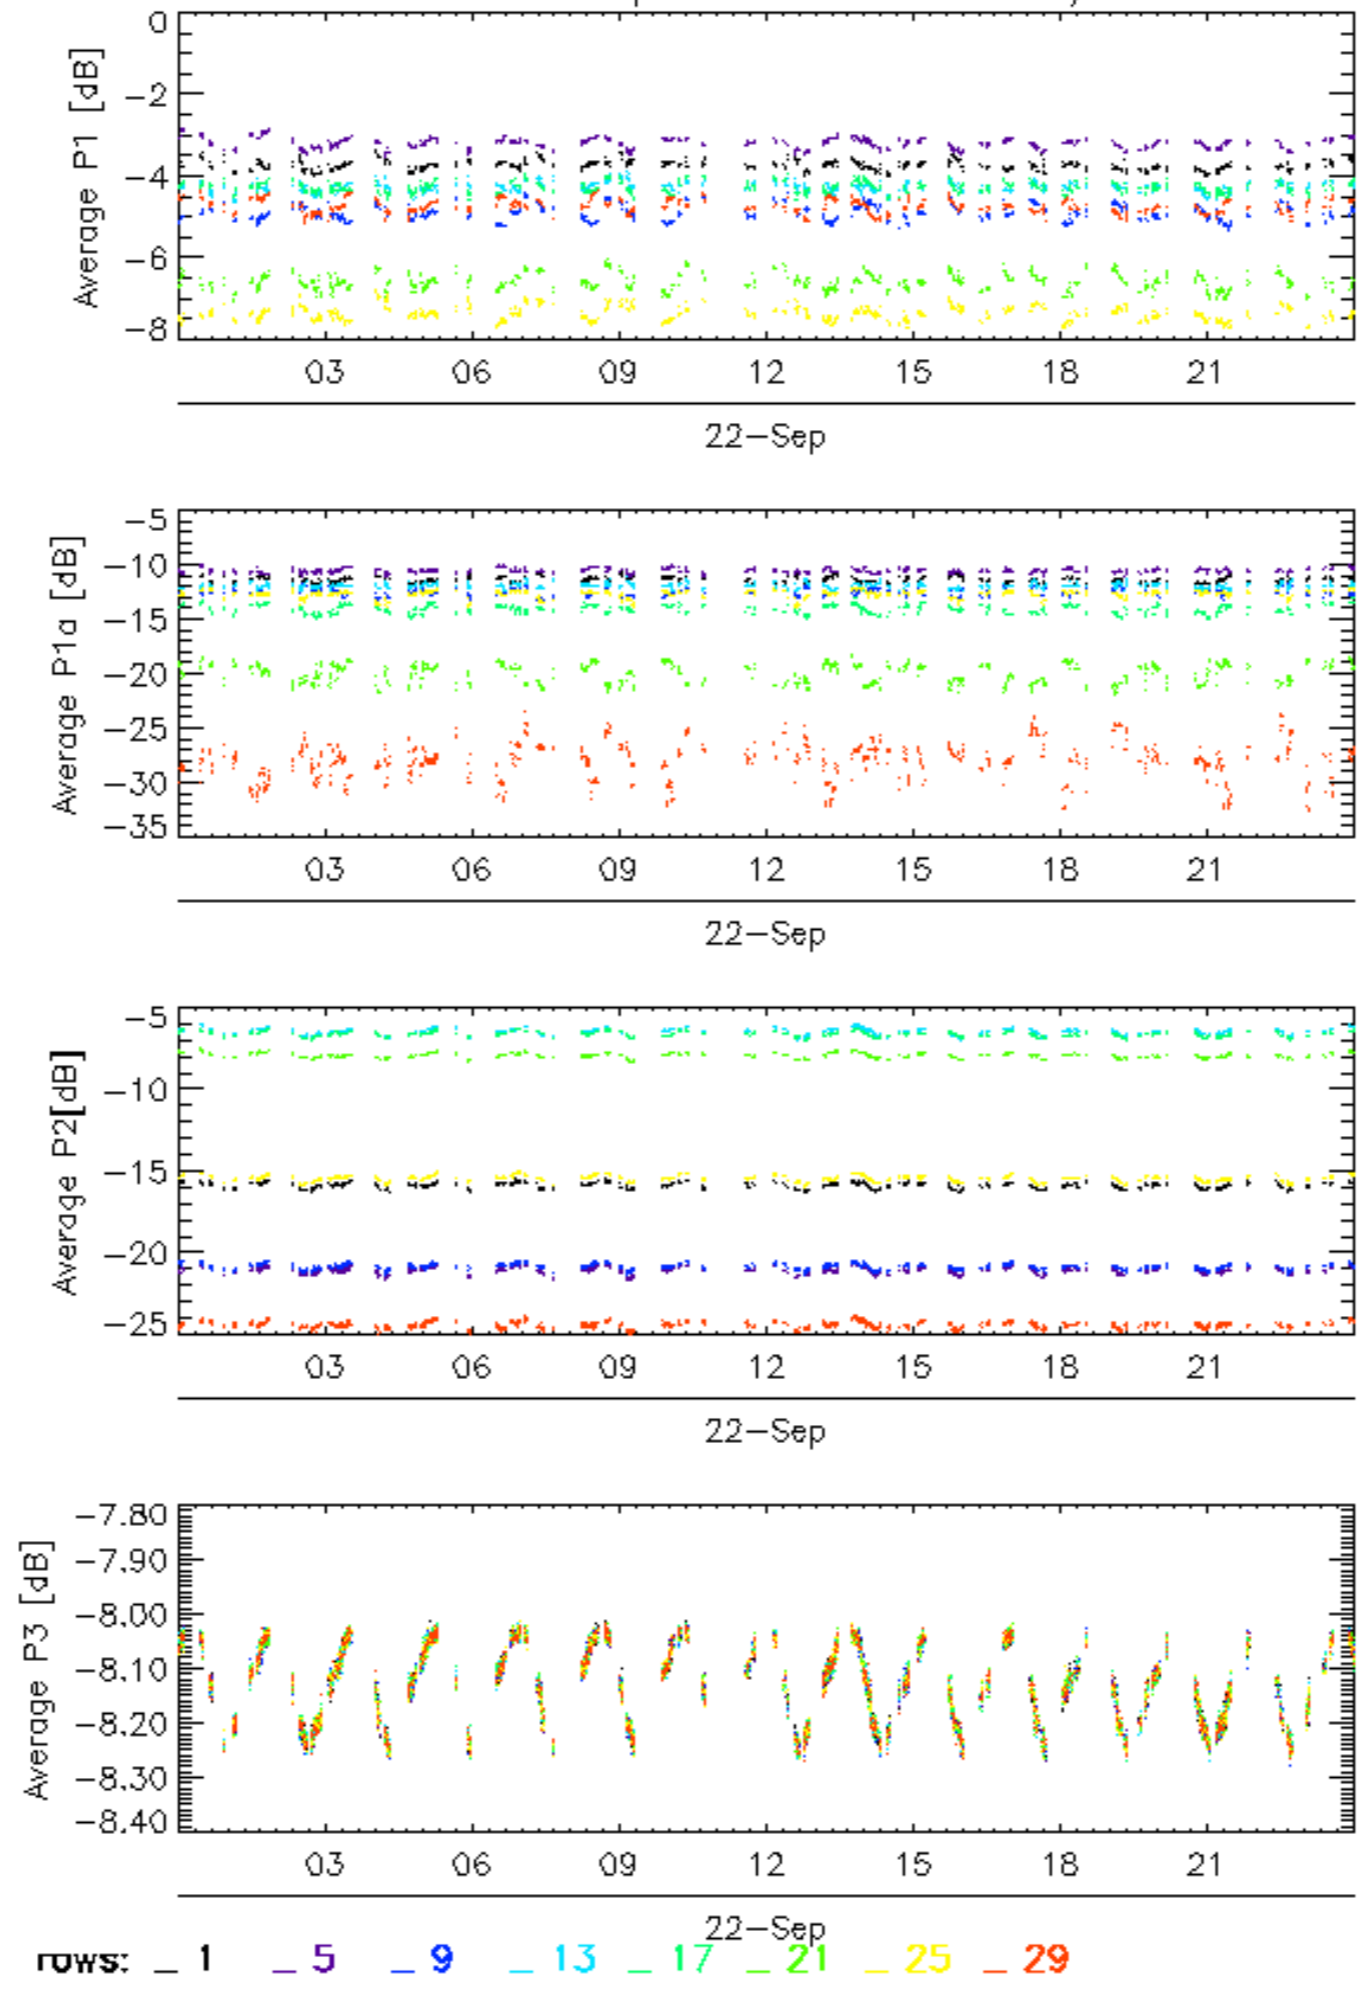 0
-2
-4
-6
-8
Average P1 [dB]
03 06 09 12 15 18 21
22-Sep
-5
-10
-15
-20
-25
-30
-35
Average P1a [dB]
03 06 09 12 15 18 21
22-Sep
-5
-10
-15
-20
-25
Average P2[dB]
03 06 09 12 15 18 21
22-Sep
-7.80
-7.90
-8.00
-8.10
-8.20
-8.30
-8.40
Average P3 [dB]
03 06 09 12 15 18 21
22-Sep
rows: _ 1 _ 5 _ 9 _ 13 _ 17 _ 21 _ 25 _ 29